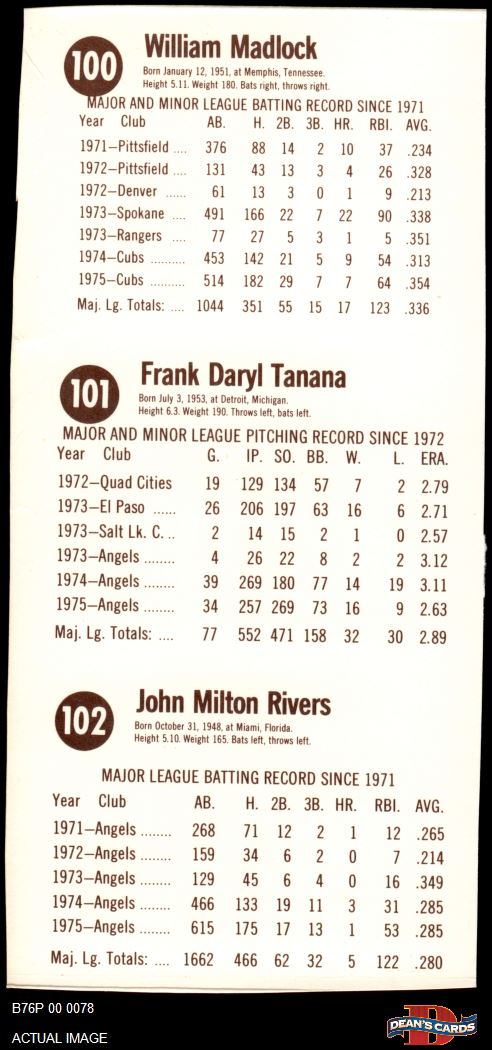 100 William Madlock
Born January 12, 1951, at Memphis, Tennessee.
Height 5.11. Weight 180. Bats right, throws right.
MAJOR AND MINOR LEAGUE BATTING RECORD SINCE 1971
Year Club AB. H. 2B. 3B. HR. RBI. AVG.
1971—Pittsfield .... 376 88 14 2 10 37 .234
1972—Pittsfield .... 131 43 13 3 4 26 .328
1972—Denver ...... 61 13 3 0 1 9 .213
1973—Spokane .... 491 166 22 7 22 90 .338
1973—Rangers .... 77 27 5 3 1 5 .351
1974—Cubs .......... 453 142 21 5 9 54 .313
1975—Cubs .......... 514 182 29 7 7 64 .354
Maj. Lg. Totals: .... 1044 351 55 15 17 123 .336
101 Frank Daryl Tanana
Born July 3, 1953, at Detroit, Michigan.
Height 6.3. Weight 190. Throws left, bats left.
MAJOR AND MINOR LEAGUE PITCHING RECORD SINCE 1972
Year Club G. IP. SO. BB. W. L. ERA.
1972—Quad Cities 19 129 134 57 7 2 2.79
1973—El Paso ...... 26 206 197 63 16 6 2.71
1973—Salt Lk. C. .. 2 14 15 2 1 0 2.57
1973—Angels ........ 4 26 22 8 2 2 3.12
1974—Angels ........ 39 269 180 77 14 19 3.11
1975—Angels ........ 34 257 269 73 16 9 2.63
Maj. Lg. Totals: .... 77 552 471 158 32 30 2.89
102 John Milton Rivers
Born October 31, 1948, at Miami, Florida.
Height 5.10. Weight 165. Bats left, throws left.
MAJOR LEAGUE BATTING RECORD SINCE 1971
Year Club AB. H. 2B. 3B. HR. RBI. AVG.
1971—Angels ........ 268 71 12 2 1 12 .265
1972—Angels ........ 159 34 6 2 0 7 .214
1973—Angels ........ 129 45 6 4 0 16 .349
1974—Angels ........ 466 133 19 11 3 31 .285
1975—Angels ........ 615 175 17 13 1 53 .285
Maj. Lg. Totals: .... 1662 466 62 32 5 122 .280
B76P 00 0078
ACTUAL IMAGE
D
DEAN'S CARDS